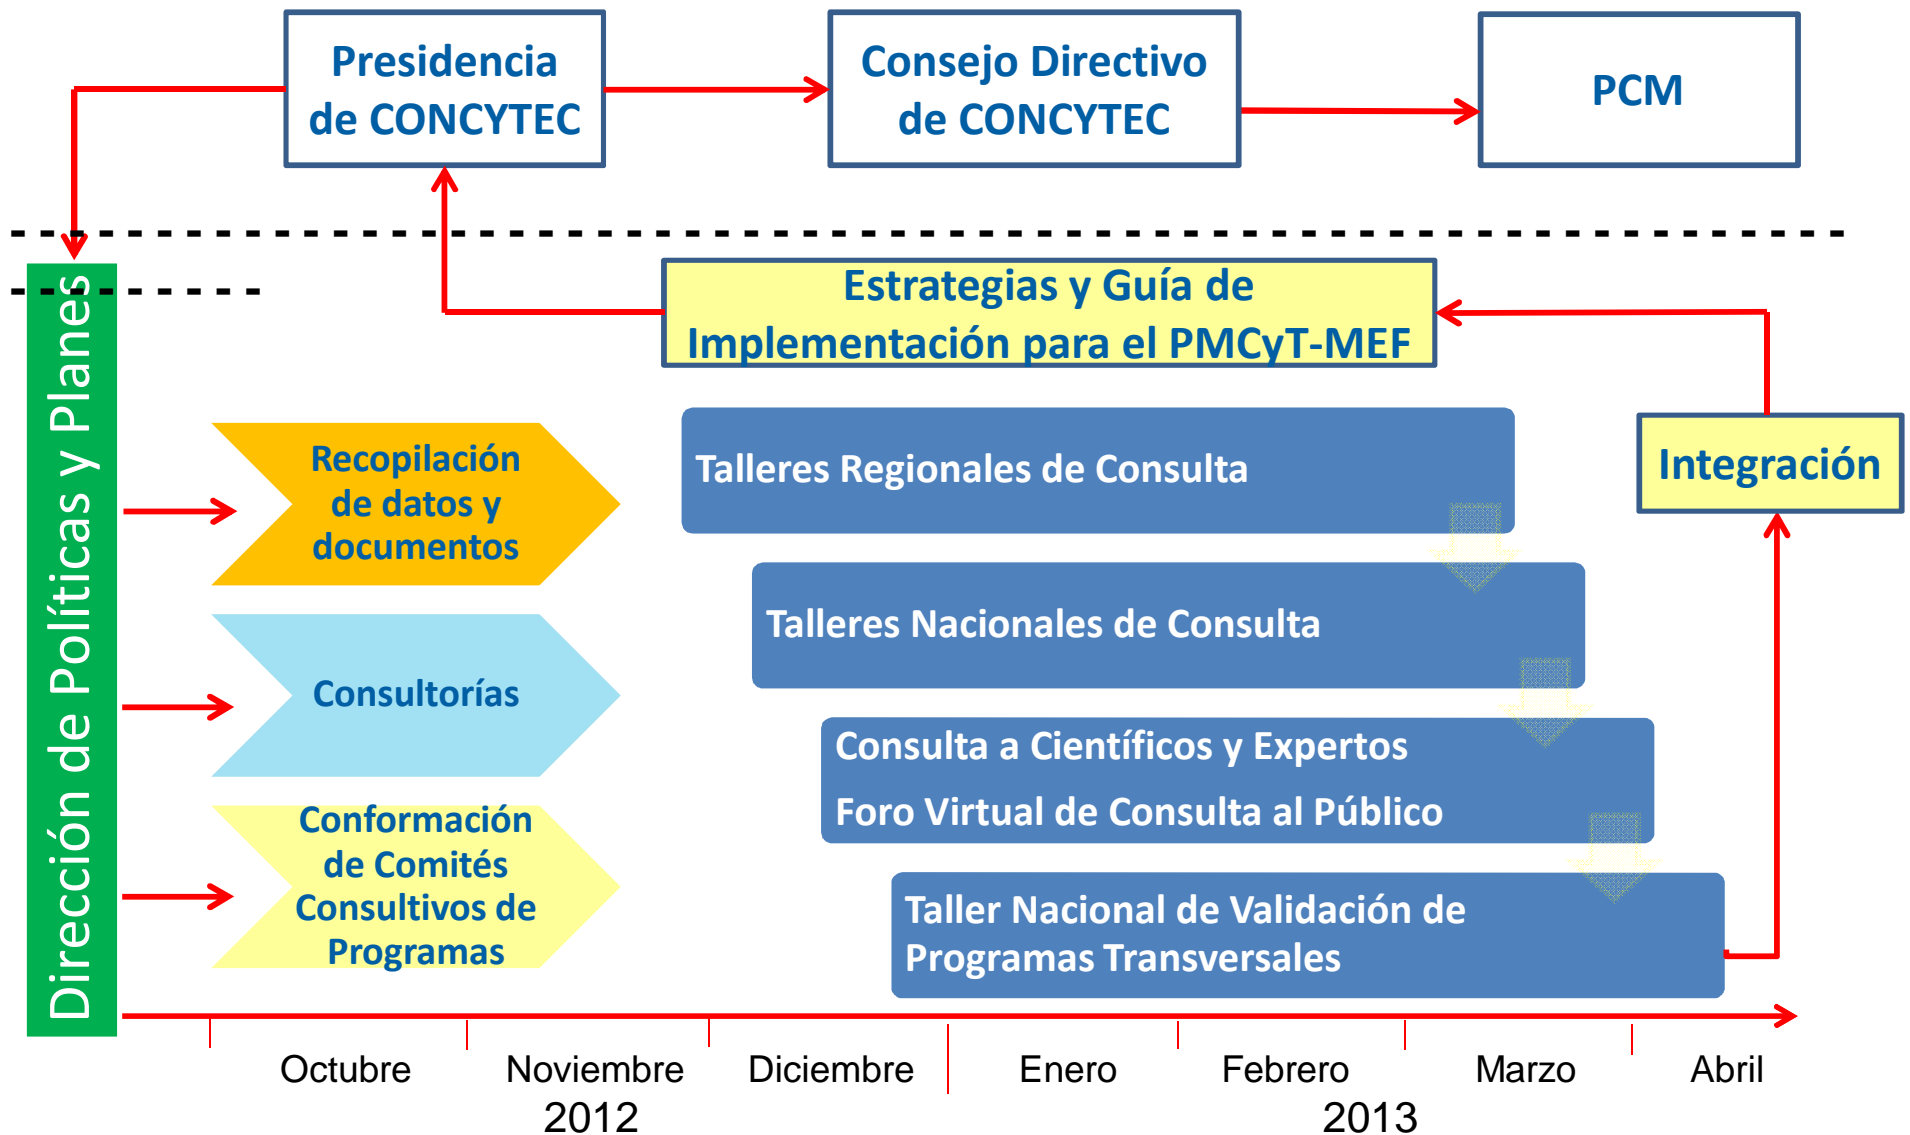 Presidencia
de CONCYTEC
Consejo Directivo
de CONCYTEC
PCM
Dirección de Políticas y Planes
Estrategias y Guía de
Implementación para el PMCyT-MEF
Recopilación
de datos y
documentos
Talleres Regionales de Consulta
Integración
Talleres Nacionales de Consulta
Consultorías
Consulta a Científicos y Expertos
Foro Virtual de Consulta al Público
Conformación
de Comités
Consultivos de
Programas
Taller Nacional de Validación de
Programas Transversales
Octubre Noviembre Diciembre Enero Febrero Marzo Abril
2012 2013